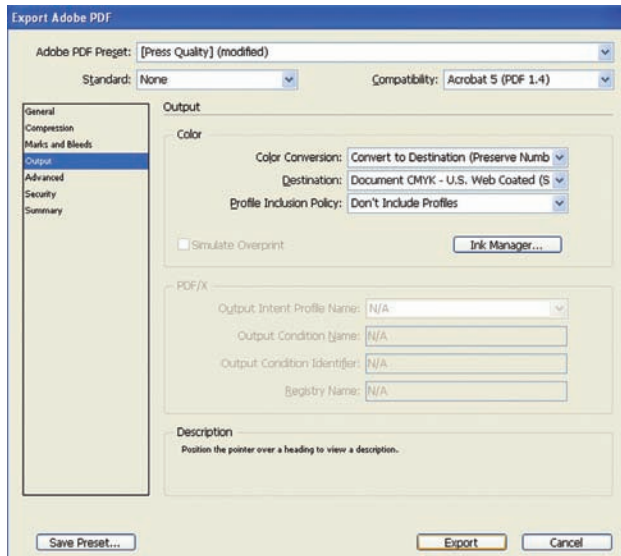 Export Adobe PDF
Adobe PDF Preset: [Press Quality] (modified)
Standard: None Compatibility: Acrobat 5 (PDF 1.4)
General
Compression
Marks and Bleeds
Output
Advanced
Security
Summary
Output
Color
Color Conversion: Convert to Destination (Preserve Numb
Destination: Document CMYK - U.S. Web Coated (S
Profile Inclusion Policy: Don't Include Profiles
Simulate Overprint Ink Manager...
PDF/X
Output Intent Profile Name: N/A
Output Condition Name: N/A
Output Condition Identifier: N/A
Registry Name: N/A
Description
Position the pointer over a heading to view a description.
Save Preset... Export Cancel